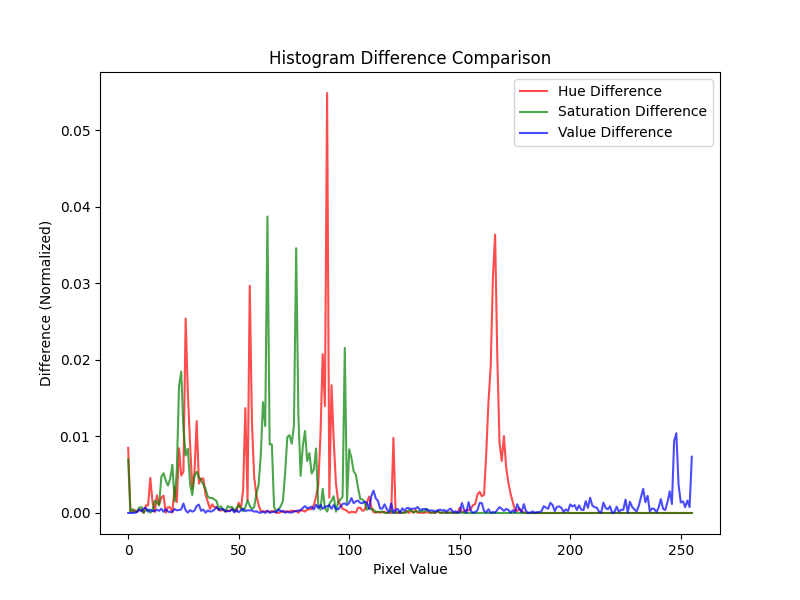 Histogram Difference Comparison
Hue Difference
Saturation Difference
Value Difference
Difference (Normalized)
0.05
0.04
0.03
0.02
0.01
0.00
0 50 100 150 200 250
Pixel Value